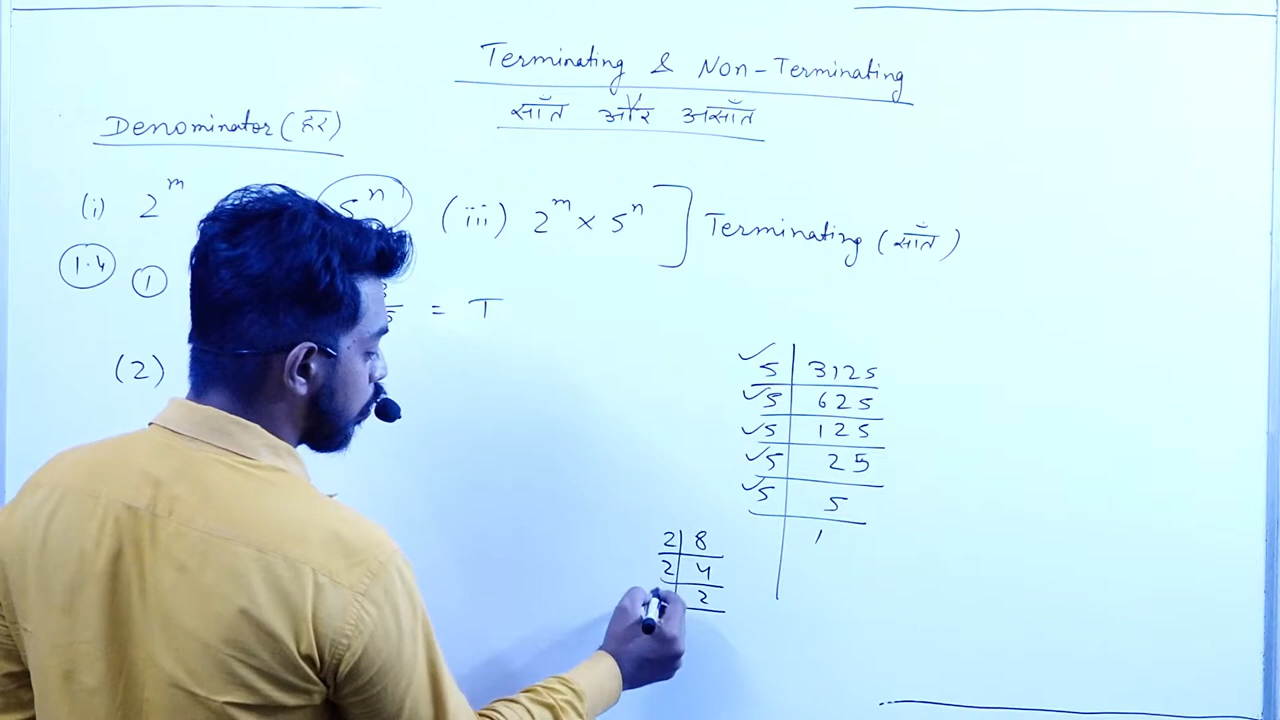 Terminating & Non-Terminating
साँत और असाँत
Denominator (हर)
(i) 2^m 5^n (iii) 2^m × 5^n ] Terminating (साँत)
1.4 1
= T
(2)
5 | 3125
5 | 625
5 | 125
5 | 25
5 | 5
1
2 | 8
2 | 4
2